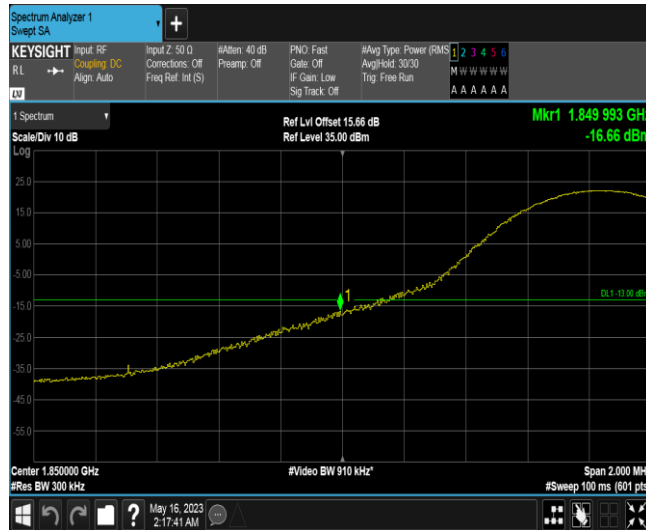 Spectrum Analyzer 1
Swept SA
+
KEYSIGHT
RL
LXI
Input: RF
Coupling: DC
Align: Auto
Input Z: 50 Ω
Corrections: Off
Freq Ref: Int (S)
#Atten: 40 dB
Preamp: Off
PNO: Fast
Gate: Off
IF Gain: Low
Sig Track: Off
#Avg Type: Power (RMS
Avg|Hold: 30/30
Trig: Free Run
1 2 3 4 5 6
M W W W W W
A A A A A A
1 Spectrum
Scale/Div 10 dB
Log
Ref Lvl Offset 15.66 dB
Ref Level 35.00 dBm
Mkr1 1.849 993 GHz
-16.66 dBm
25.0
15.0
5.00
-5.00
-15.0
-25.0
-35.0
-45.0
-55.0
1
DL1 -13.00 dBm
Center 1.850000 GHz
#Res BW 300 kHz
#Video BW 910 kHz*
Span 2.000 MH
#Sweep 100 ms (601 pts
?
May 16, 2023
2:17:41 AM